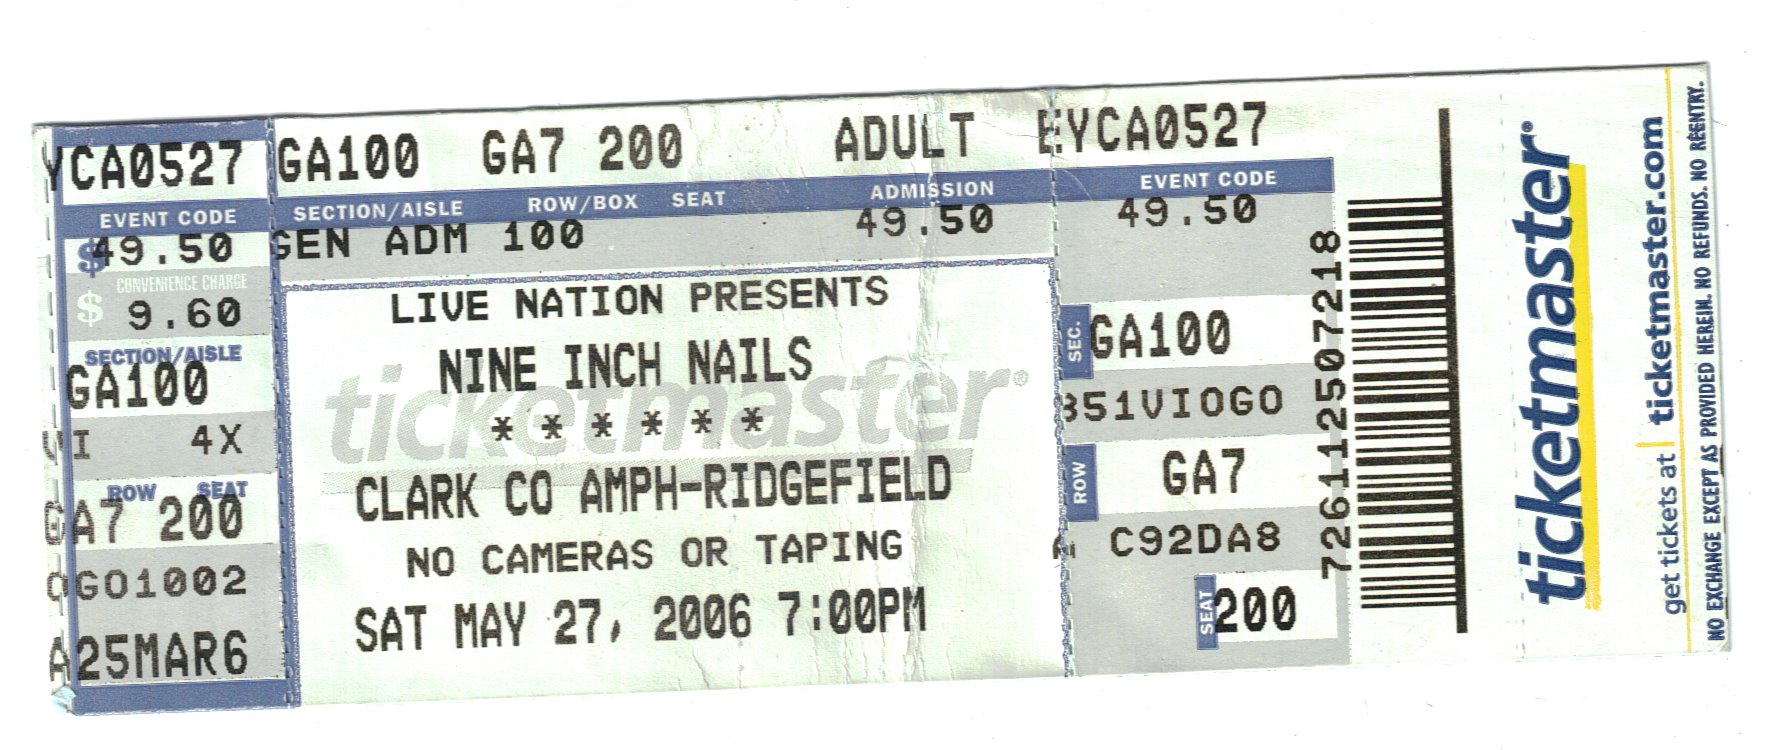 YCA0527
EVENT CODE
$ 49.50
CONVENIENCE CHARGE
$ 9.60
SECTION/AISLE
GA100
VI 4X
ROW SEAT
GA7 200
OGO1002
A25MAR6
GA100 GA7 200 ADULT
SECTION/AISLE ROW/BOX SEAT ADMISSION
GEN ADM 100 49.50
LIVE NATION PRESENTS
NINE INCH NAILS
ticketmaster®
* * * * * *
CLARK CO AMPH-RIDGEFIELD
NO CAMERAS OR TAPING
SAT MAY 27, 2006 7:00PM
EYCA0527
EVENT CODE
49.50
SEC. GA100
851VIOGO
ROW GA7
A C92DA8
SEAT 200
726112507218
ticketmaster®
get tickets at | ticketmaster.com
NO EXCHANGE EXCEPT AS PROVIDED HEREIN. NO REFUNDS. NO REENTRY.